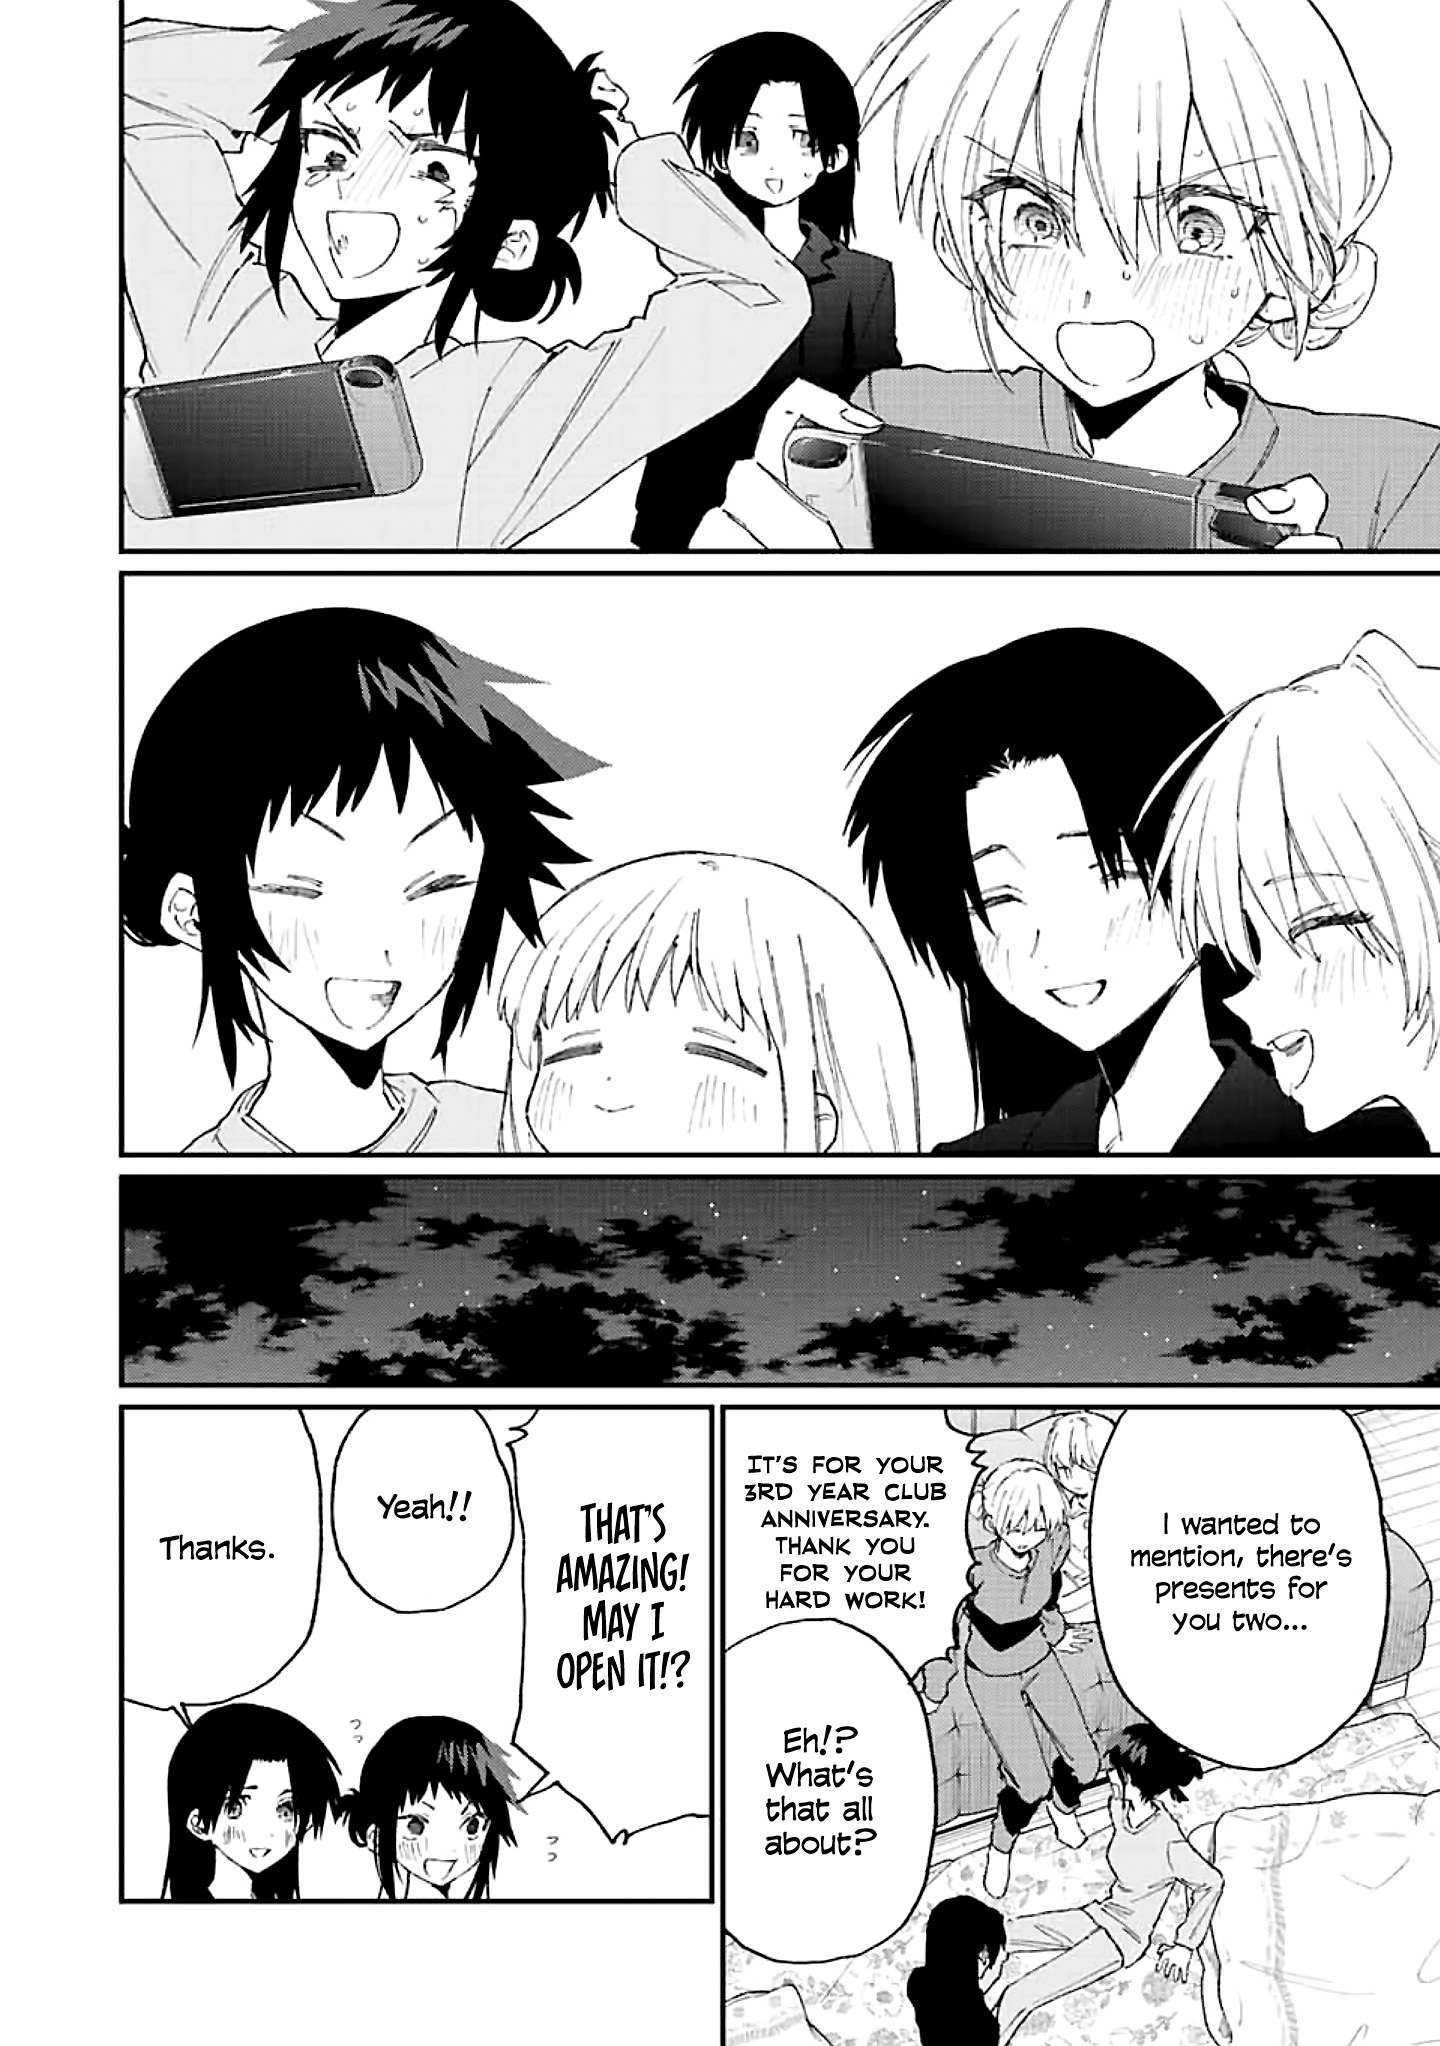 I wanted to
mention, there's
presents for
you two...
IT'S FOR YOUR
3RD YEAR CLUB
ANNIVERSARY.
THANK YOU
FOR YOUR
HARD WORK!
Eh!?
What's
that all
about?
THAT'S
AMAZING!
MAY I
OPEN IT!?
Yeah!!
Thanks.